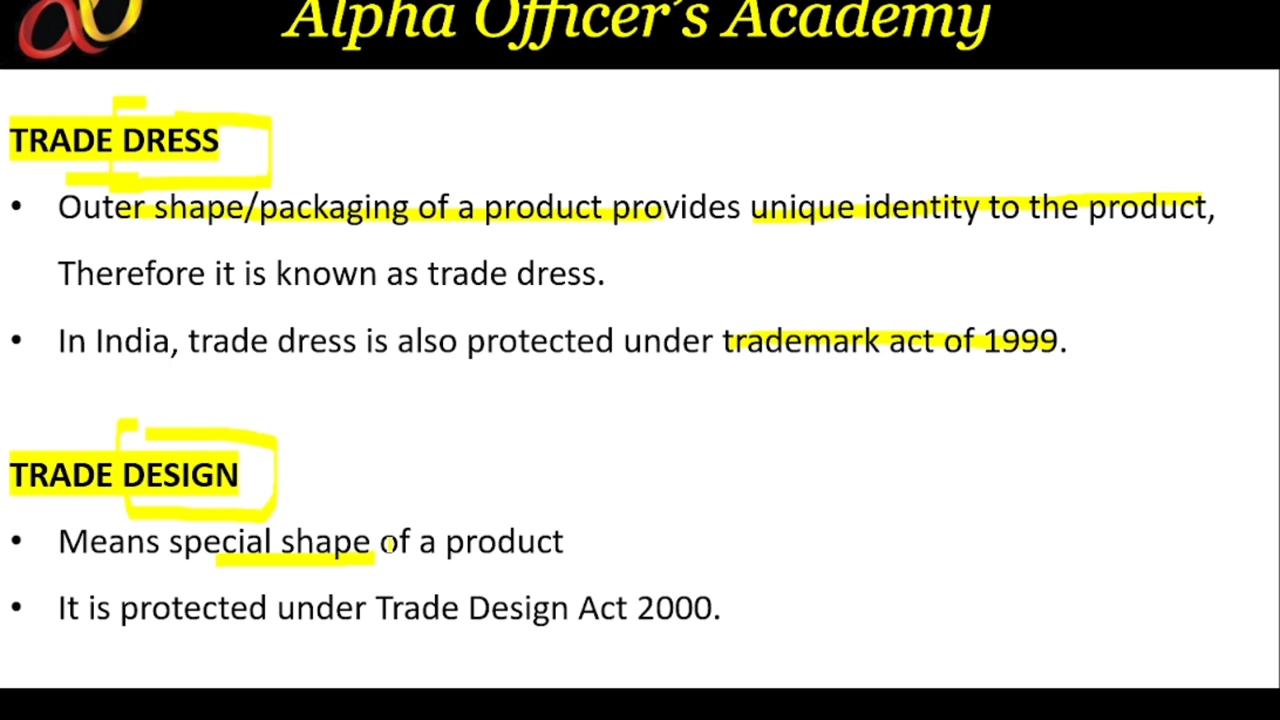 Alpha Officer's Academy
TRADE DRESS
• Outer shape/packaging of a product provides unique identity to the product,
Therefore it is known as trade dress.
• In India, trade dress is also protected under trademark act of 1999.
TRADE DESIGN
• Means special shape of a product
• It is protected under Trade Design Act 2000.